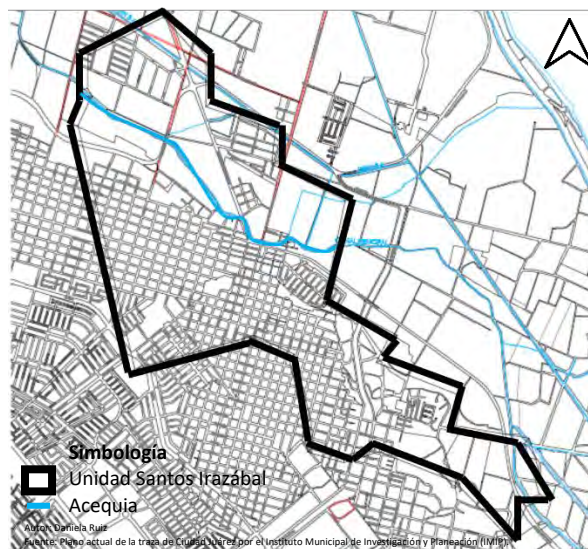 Simbología
Unidad Santos Irazábal
Acequia
Autor: Daniela Ruiz
Fuente: Plano actual de la traza de Ciudad Juárez por el Instituto Municipal de Investigación y Planeación (IMIP).